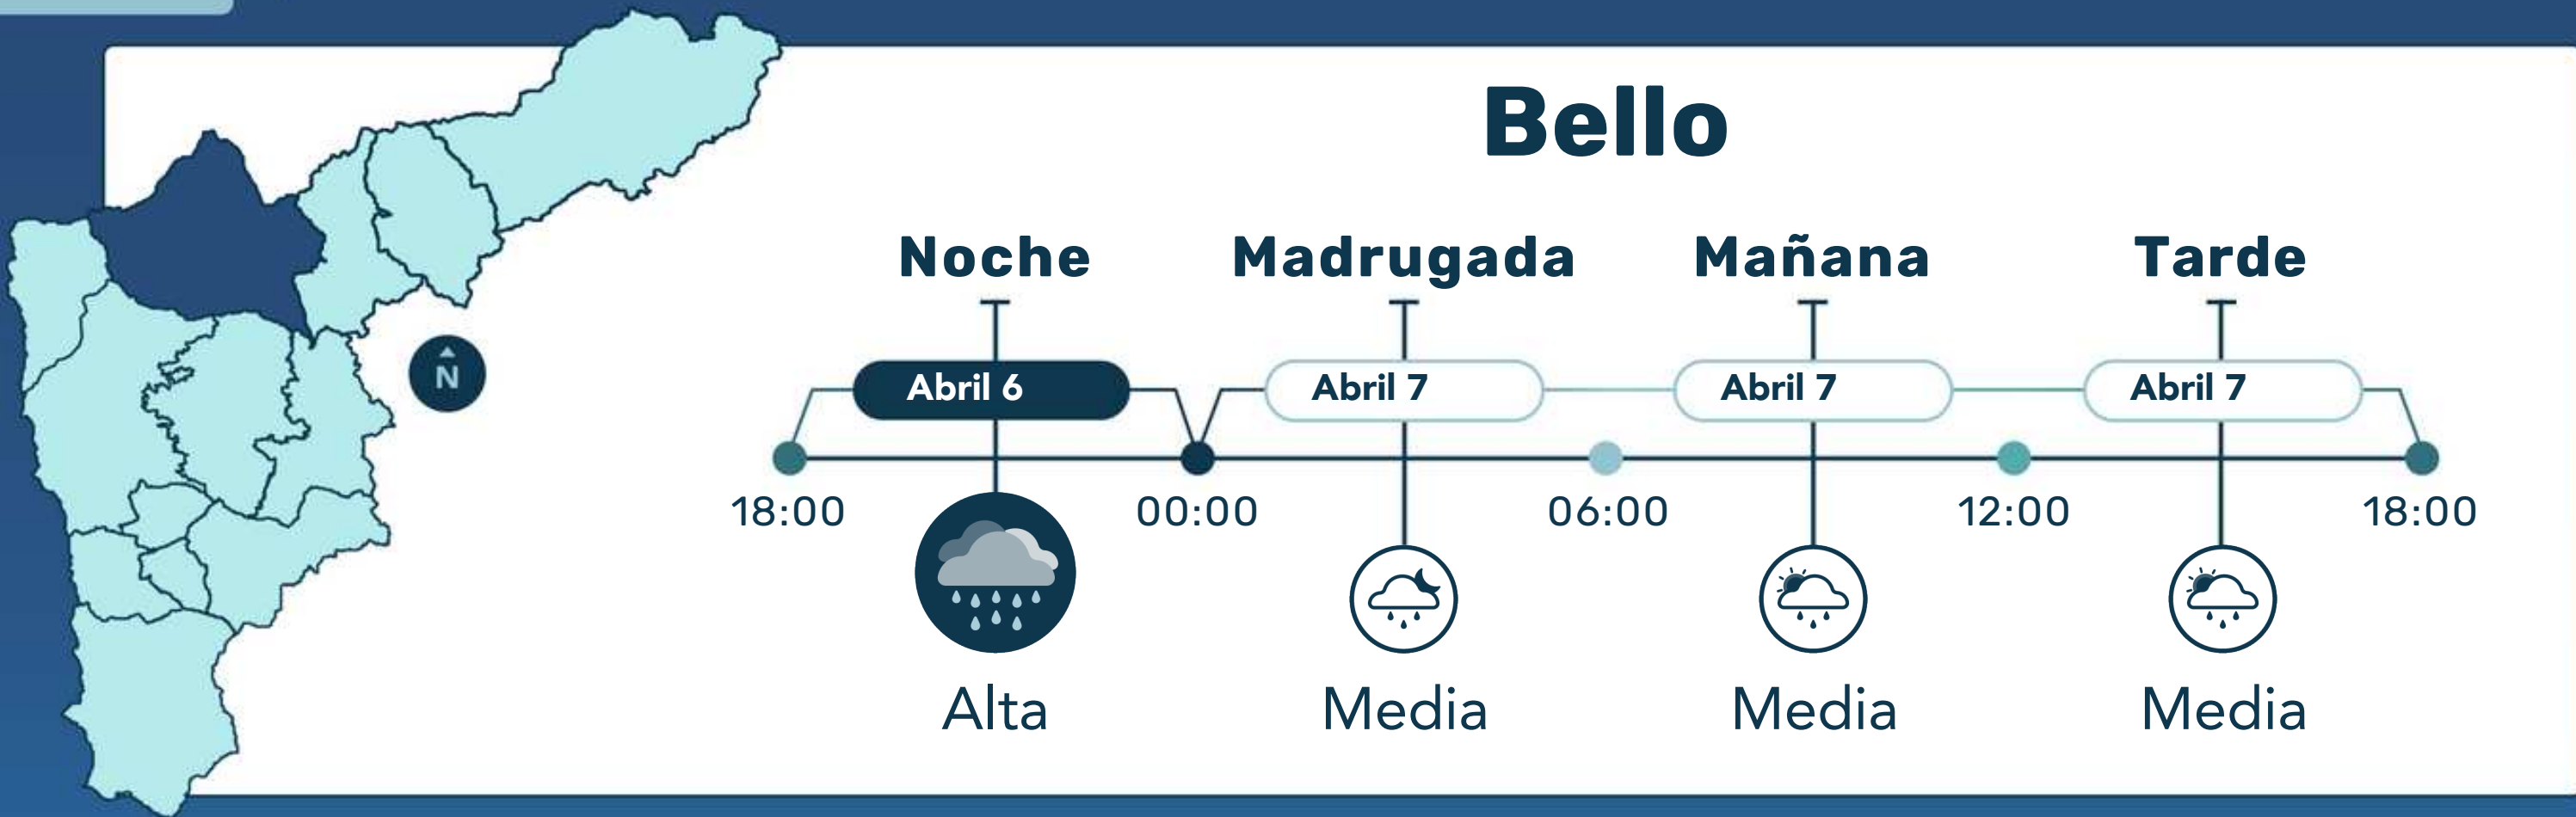 Bello
Noche Madrugada Mañana Tarde
Abril 6 Abril 7 Abril 7 Abril 7
N
18:00 00:00 06:00 12:00 18:00
Alta Media Media Media